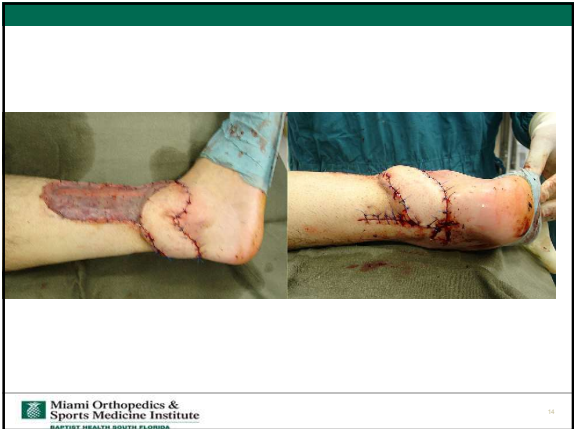 Miami Orthopedics &
Sports Medicine Institute
BAPTIST HEALTH SOUTH FLORIDA
14